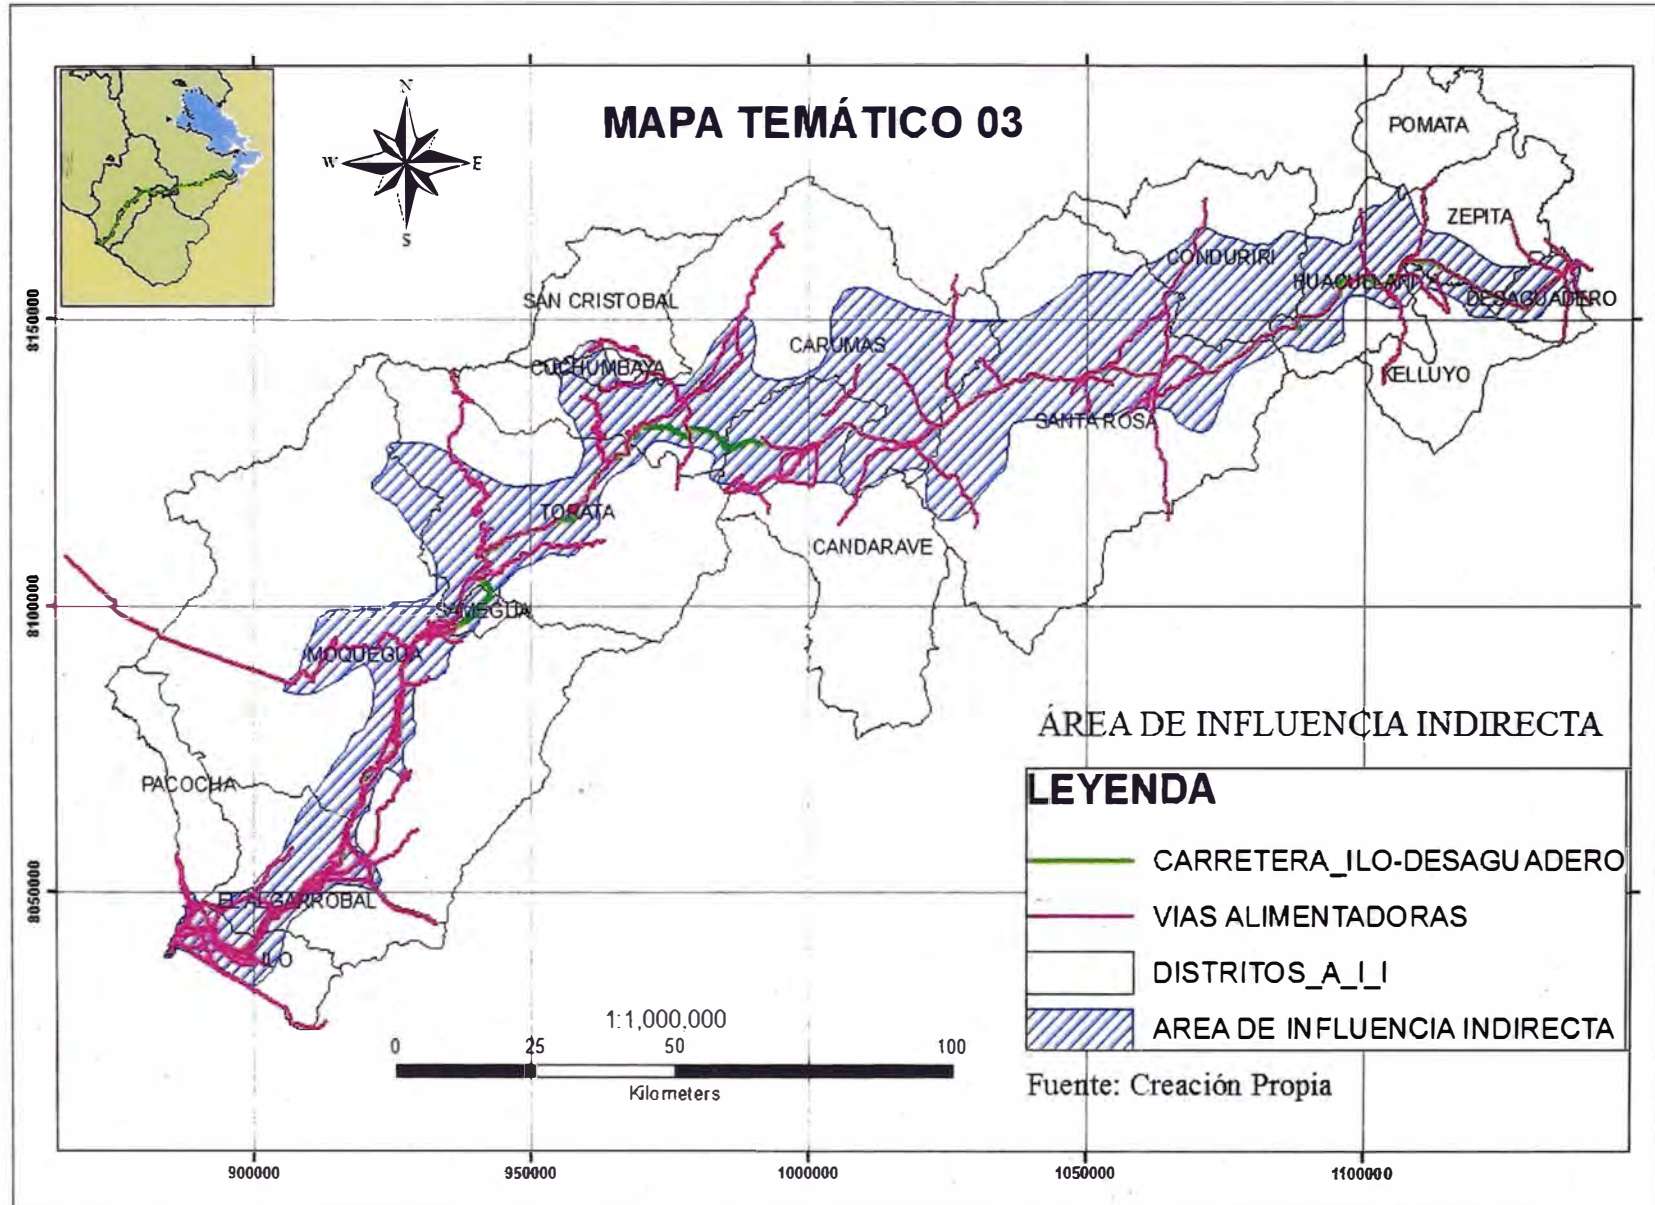 MAPA TEMÁTICO 03
N
W
E
S
POMATA
ZEPITA
CONDURIRI
DESAGUADERO
SAN CRISTOBAL
CARUMAS
CUCHUMBAYA
KELLUYO
SANTA ROSA
TORATA
CANDARAVE
SAMEGUA
MOQUEGUA
PACOCHA
EL ALGARROBAL
ILO
8150000
8100000
8050000
900000
950000
1000000
1050000
1100000
1:1,000,000
0 25 50 100
Kilometers
ÁREA DE INFLUENCIA INDIRECTA
LEYENDA
CARRETERA_ILO-DESAGUADERO
VIAS ALIMENTADORAS
DISTRITOS_A_I_I
AREA DE INFLUENCIA INDIRECTA
Fuente: Creación Propia